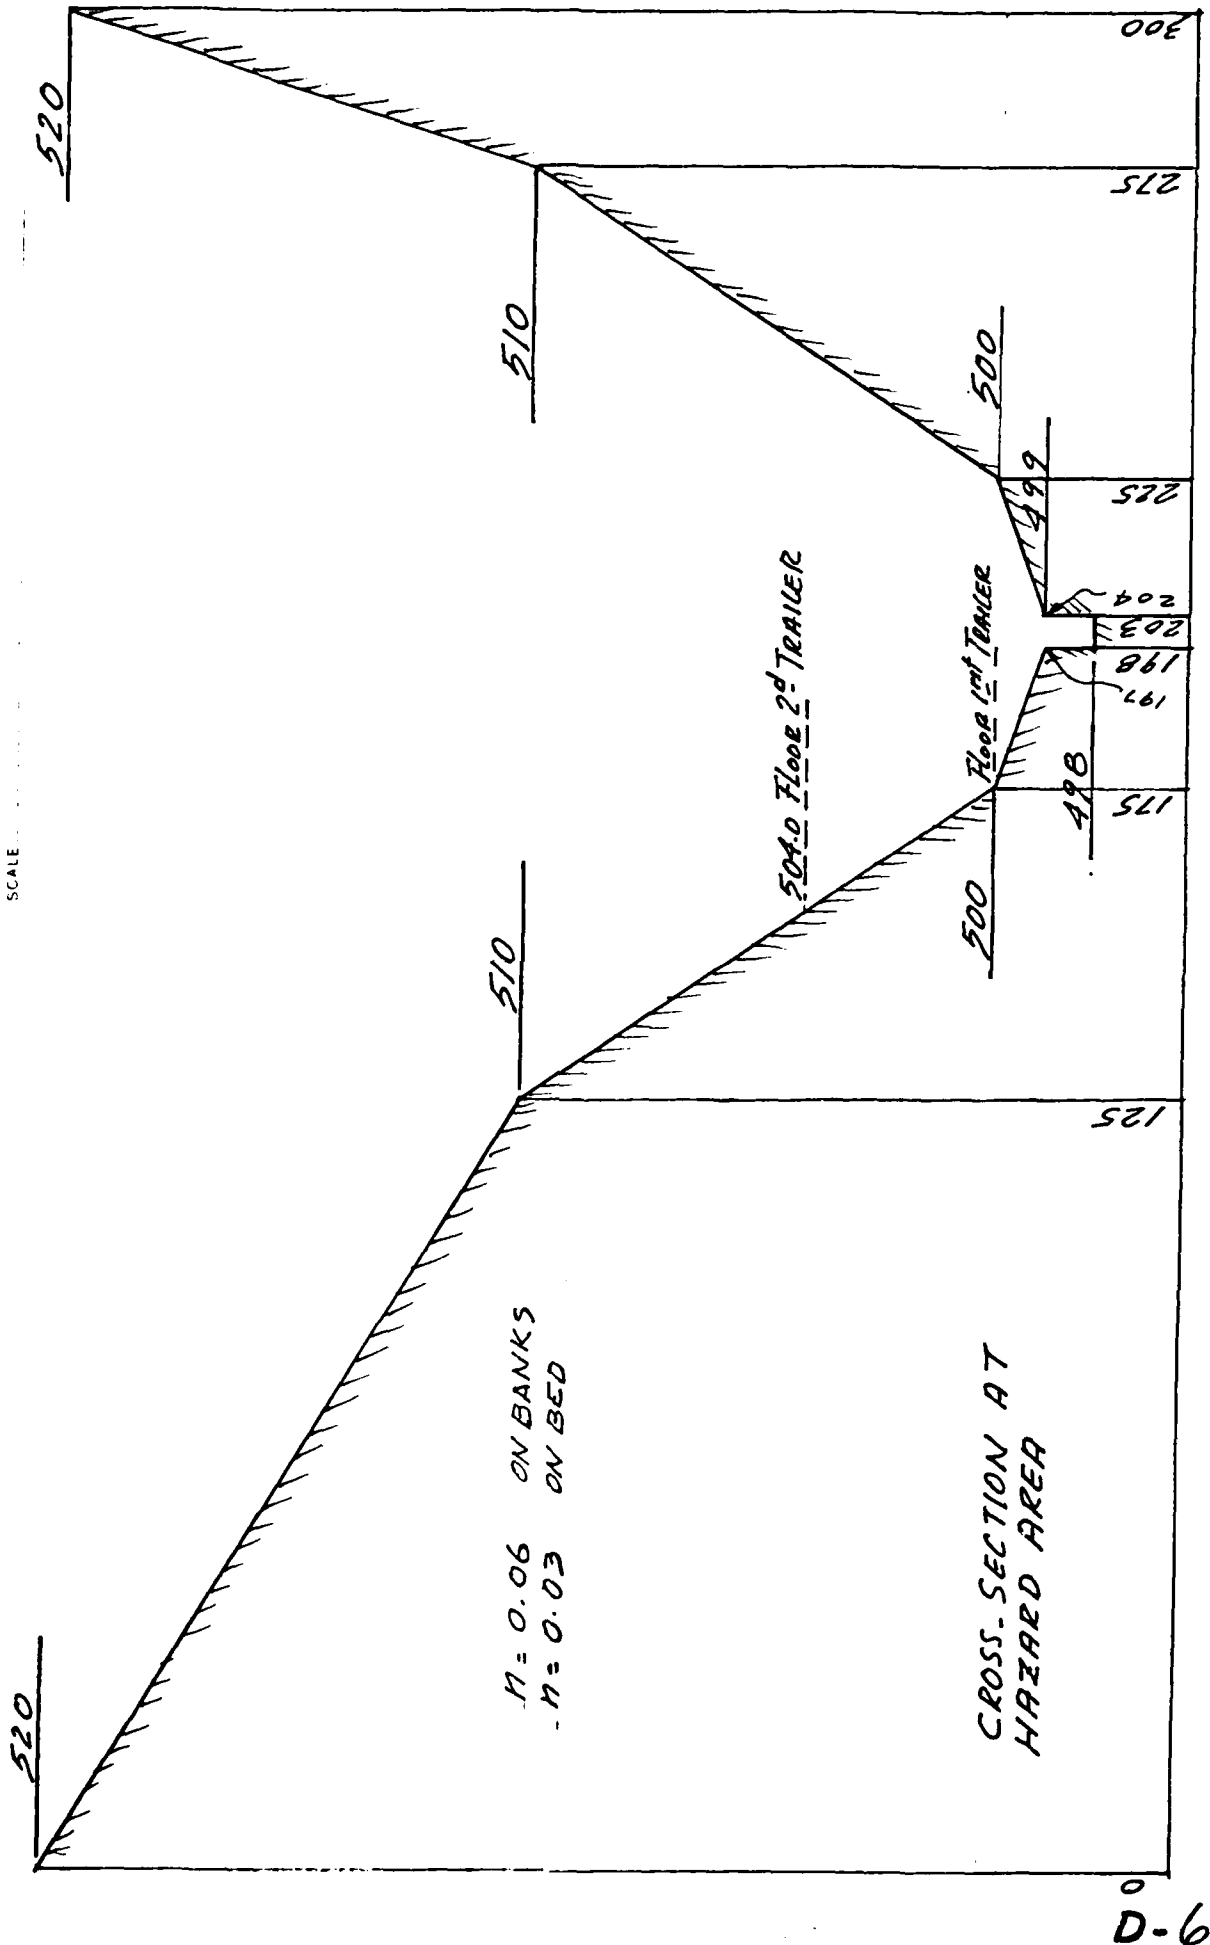 SCALE
520
520
510
510
504.0 FLOOR 2d TRAILER
FLOOR 1st TRAILER
500
500
499
498
n = 0.06 ON BANKS
n = 0.03 ON BED
CROSS-SECTION AT
HAZARD AREA
0
125
175
197
198
203
204
225
275
300
D-6